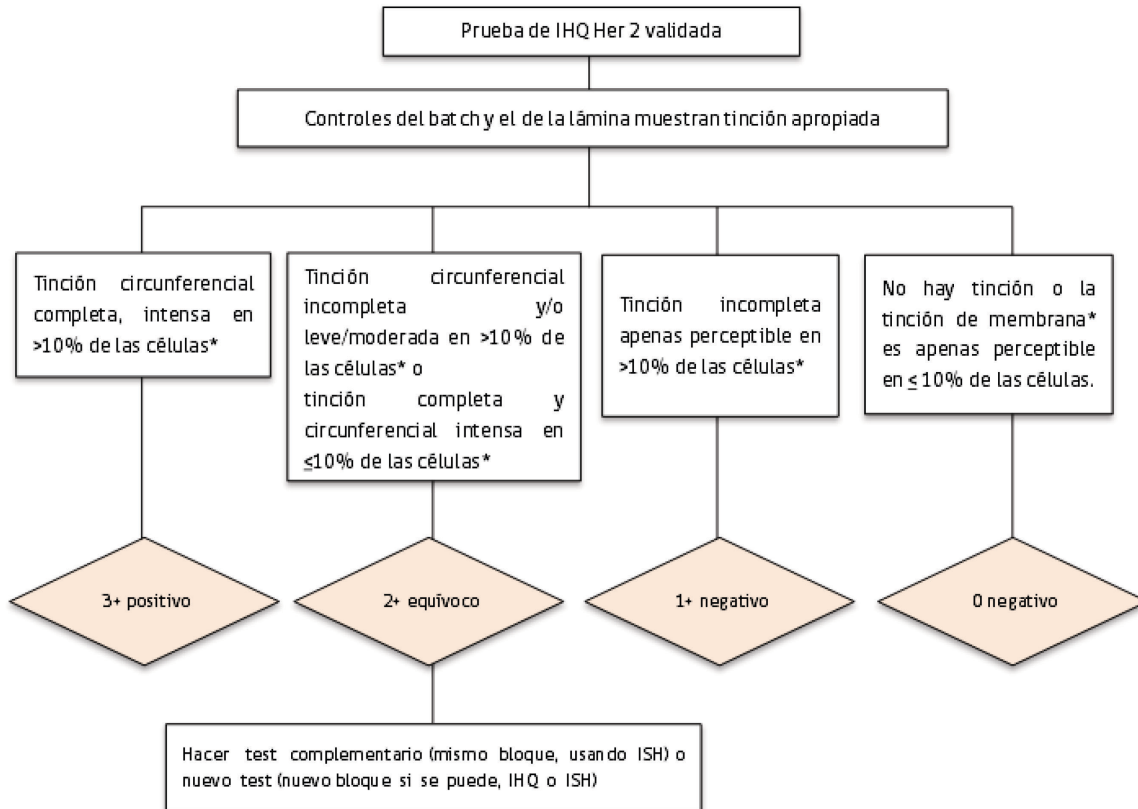 Prueba de IHQ Her 2 validada
Controles del batch y el de la lámina muestran tinción apropiada
Tinción circunferencial
completa, intensa en
>10% de las células*
Tinción circunferencial
incompleta y/o
leve/moderada en >10% de
las células* o
tinción completa y
circunferencial intensa en
≤10% de las células*
Tinción incompleta
apenas perceptible en
>10% de las células*
No hay tinción o la
tinción de membrana*
es apenas perceptible
en ≤ 10% de las células.
3+ positivo
2+ equívoco
1+ negativo
0 negativo
Hacer test complementario (mismo bloque, usando ISH) o
nuevo test (nuevo bloque si se puede, IHQ o ISH)